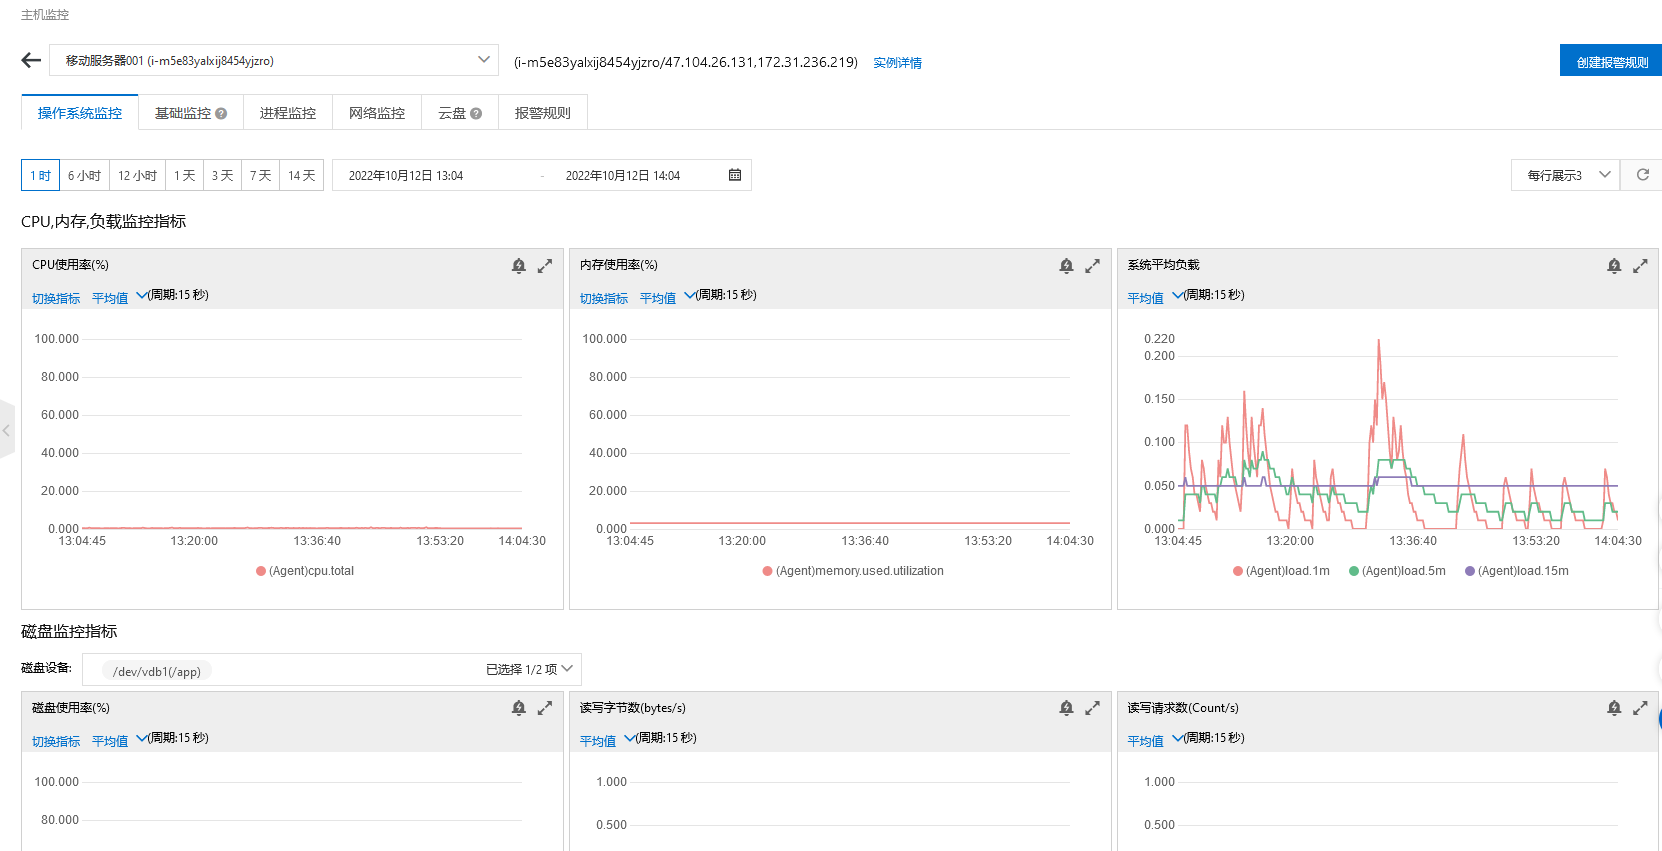 主机监控
移动服务器001 (i-m5e83yalxij8454yjzro)
(i-m5e83yalxij8454yjzro/47.104.26.131,172.31.236.219) 实例详情
创建报警规则
操作系统监控 基础监控 ? 进程监控 网络监控 云盘 ? 报警规则
1 时 6 小时 12 小时 1 天 3 天 7 天 14 天 2022年10月12日 13:04 - 2022年10月12日 14:04 每行展示3
CPU,内存,负载监控指标
CPU使用率(%)
切换指标 平均值 (周期:15 秒)
100.000
80.000
60.000
40.000
20.000
0.000
13:04:45 13:20:00 13:36:40 13:53:20 14:04:30
(Agent)cpu.total
内存使用率(%)
切换指标 平均值 (周期:15 秒)
100.000
80.000
60.000
40.000
20.000
0.000
13:04:45 13:20:00 13:36:40 13:53:20 14:04:30
(Agent)memory.used.utilization
系统平均负载
平均值 (周期:15 秒)
0.220
0.200
0.150
0.100
0.050
0.000
13:04:45 13:20:00 13:36:40 13:53:20 14:04:30
(Agent)load.1m (Agent)load.5m (Agent)load.15m
磁盘监控指标
磁盘设备: /dev/vdb1(/app) 已选择 1/2 项
磁盘使用率(%)
切换指标 平均值 (周期:15 秒)
100.000
80.000
读写字节数(bytes/s)
平均值 (周期:15 秒)
1.000
0.500
读写请求数(Count/s)
平均值 (周期:15 秒)
1.000
0.500